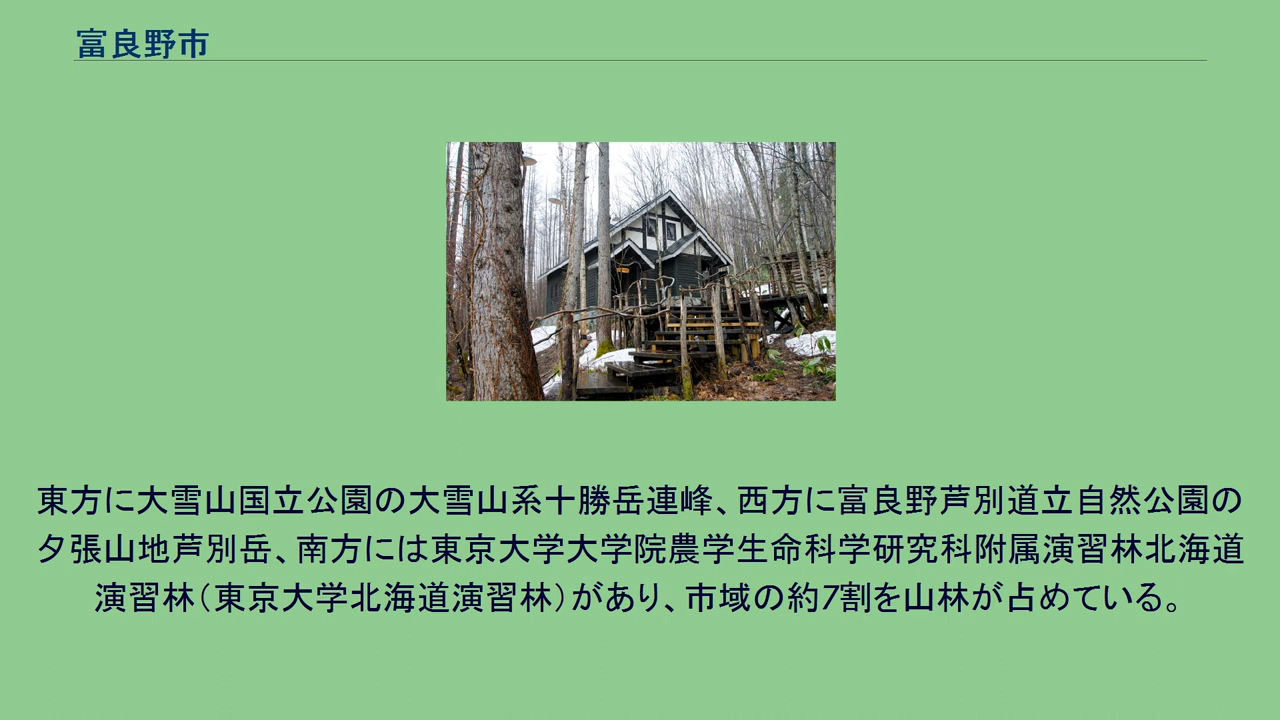 富良野市
東方に大雪山国立公園の大雪山系十勝岳連峰、西方に富良野芦別道立自然公園の
夕張山地芦別岳、南方には東京大学大学院農学生命科学研究科附属演習林北海道
演習林（東京大学北海道演習林）があり、市域の約7割を山林が占めている。